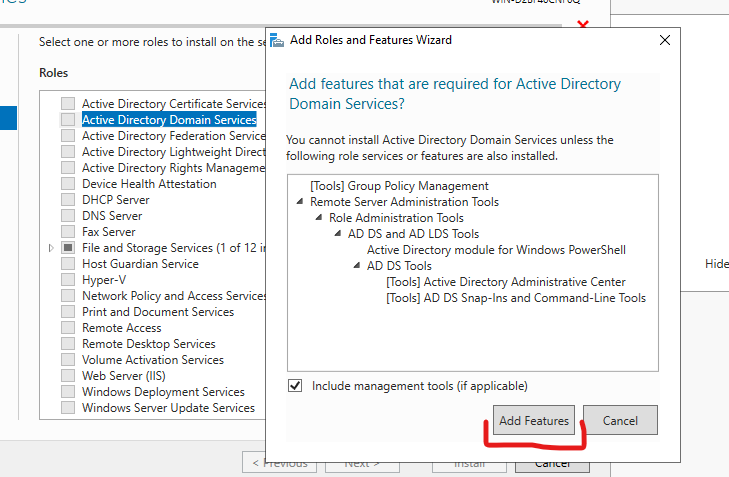 Select one or more roles to install on the se
Roles
Active Directory Certificate Services
Active Directory Domain Services
Active Directory Federation Service
Active Directory Lightweight Direct
Active Directory Rights Manageme
Device Health Attestation
DHCP Server
DNS Server
Fax Server
File and Storage Services (1 of 12 in
Host Guardian Service
Hyper-V
Network Policy and Access Services
Print and Document Services
Remote Access
Remote Desktop Services
Volume Activation Services
Web Server (IIS)
Windows Deployment Services
Windows Server Update Services
< Previous
Next >
Install
Cancel
Add Roles and Features Wizard
Add features that are required for Active Directory
Domain Services?
You cannot install Active Directory Domain Services unless the
following role services or features are also installed.
[Tools] Group Policy Management
Remote Server Administration Tools
Role Administration Tools
AD DS and AD LDS Tools
Active Directory module for Windows PowerShell
AD DS Tools
[Tools] Active Directory Administrative Center
[Tools] AD DS Snap-Ins and Command-Line Tools
Include management tools (if applicable)
Add Features
Cancel
Hide